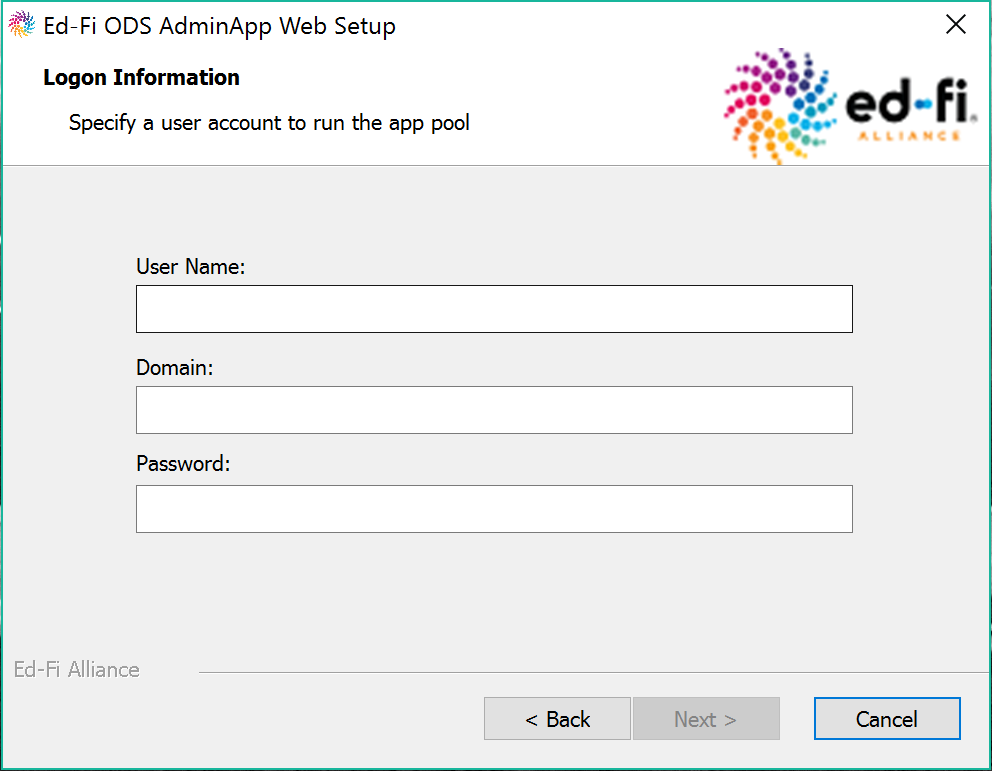 Ed-Fi ODS AdminApp Web Setup
Logon Information
Specify a user account to run the app pool
ed-fi®
ALLIANCE
User Name:
Domain:
Password:
Ed-Fi Alliance
< Back
Next >
Cancel